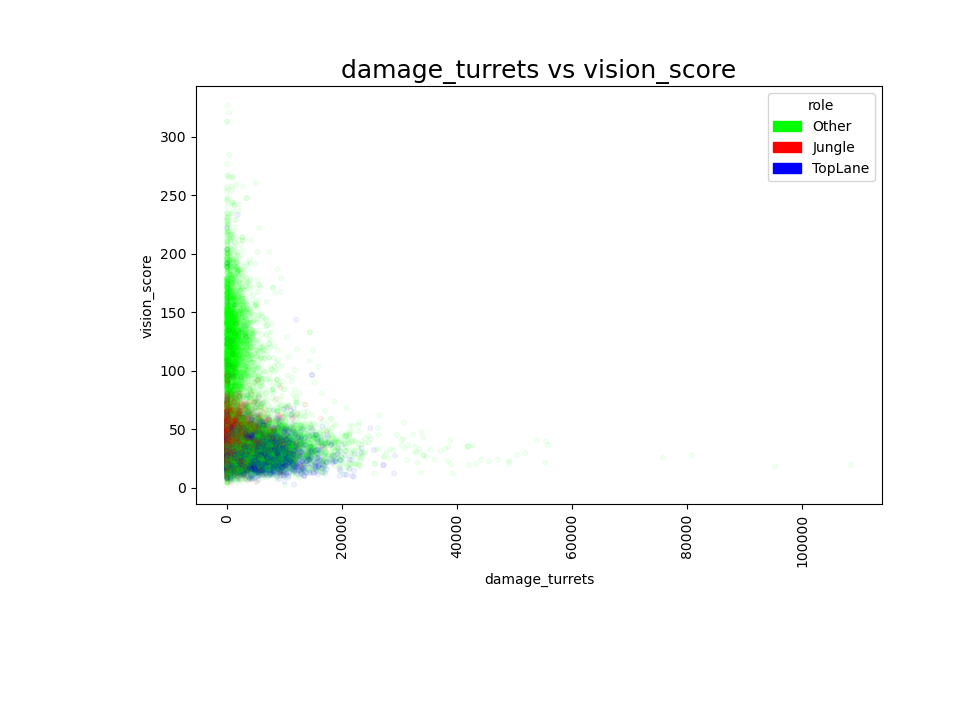 damage_turrets vs vision_score
role
Other
Jungle
TopLane
vision_score
300
250
200
150
100
50
0
0
20000
40000
60000
80000
100000
damage_turrets